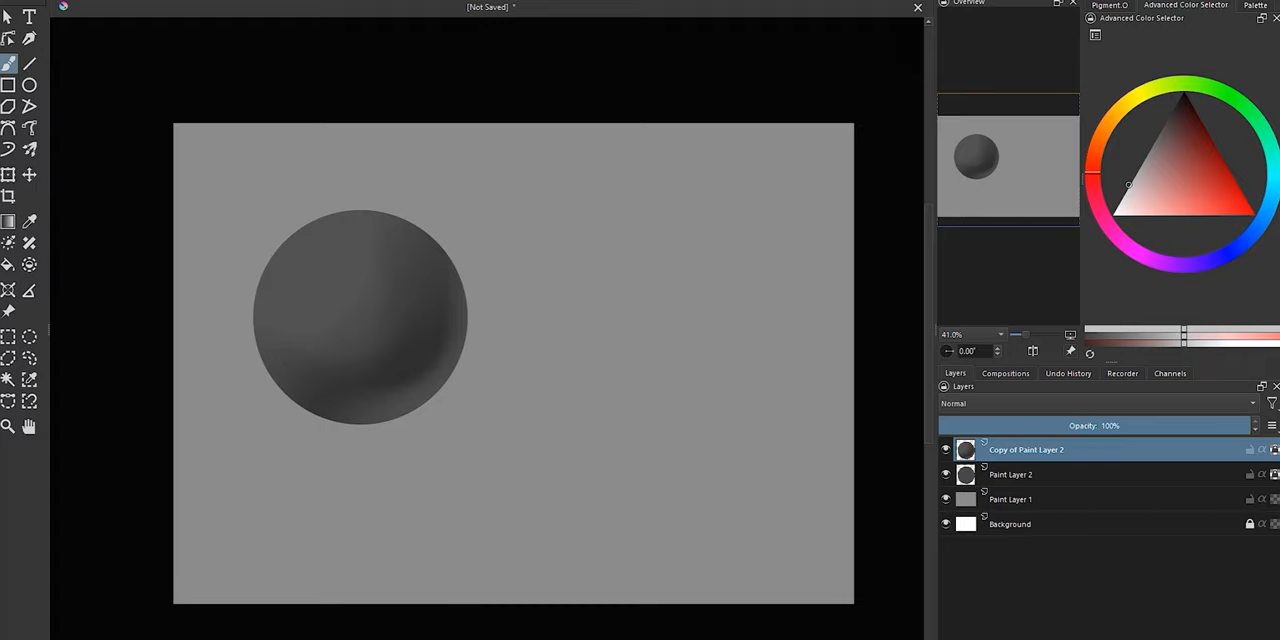 [Not Saved] *
Overview
Pigment.O
Advanced Color Selector
Palette
Advanced Color Selector
41.0%
0.00°
Layers
Compositions
Undo History
Recorder
Channels
Layers
Normal
Opacity: 100%
Copy of Paint Layer 2
Paint Layer 2
Paint Layer 1
Background